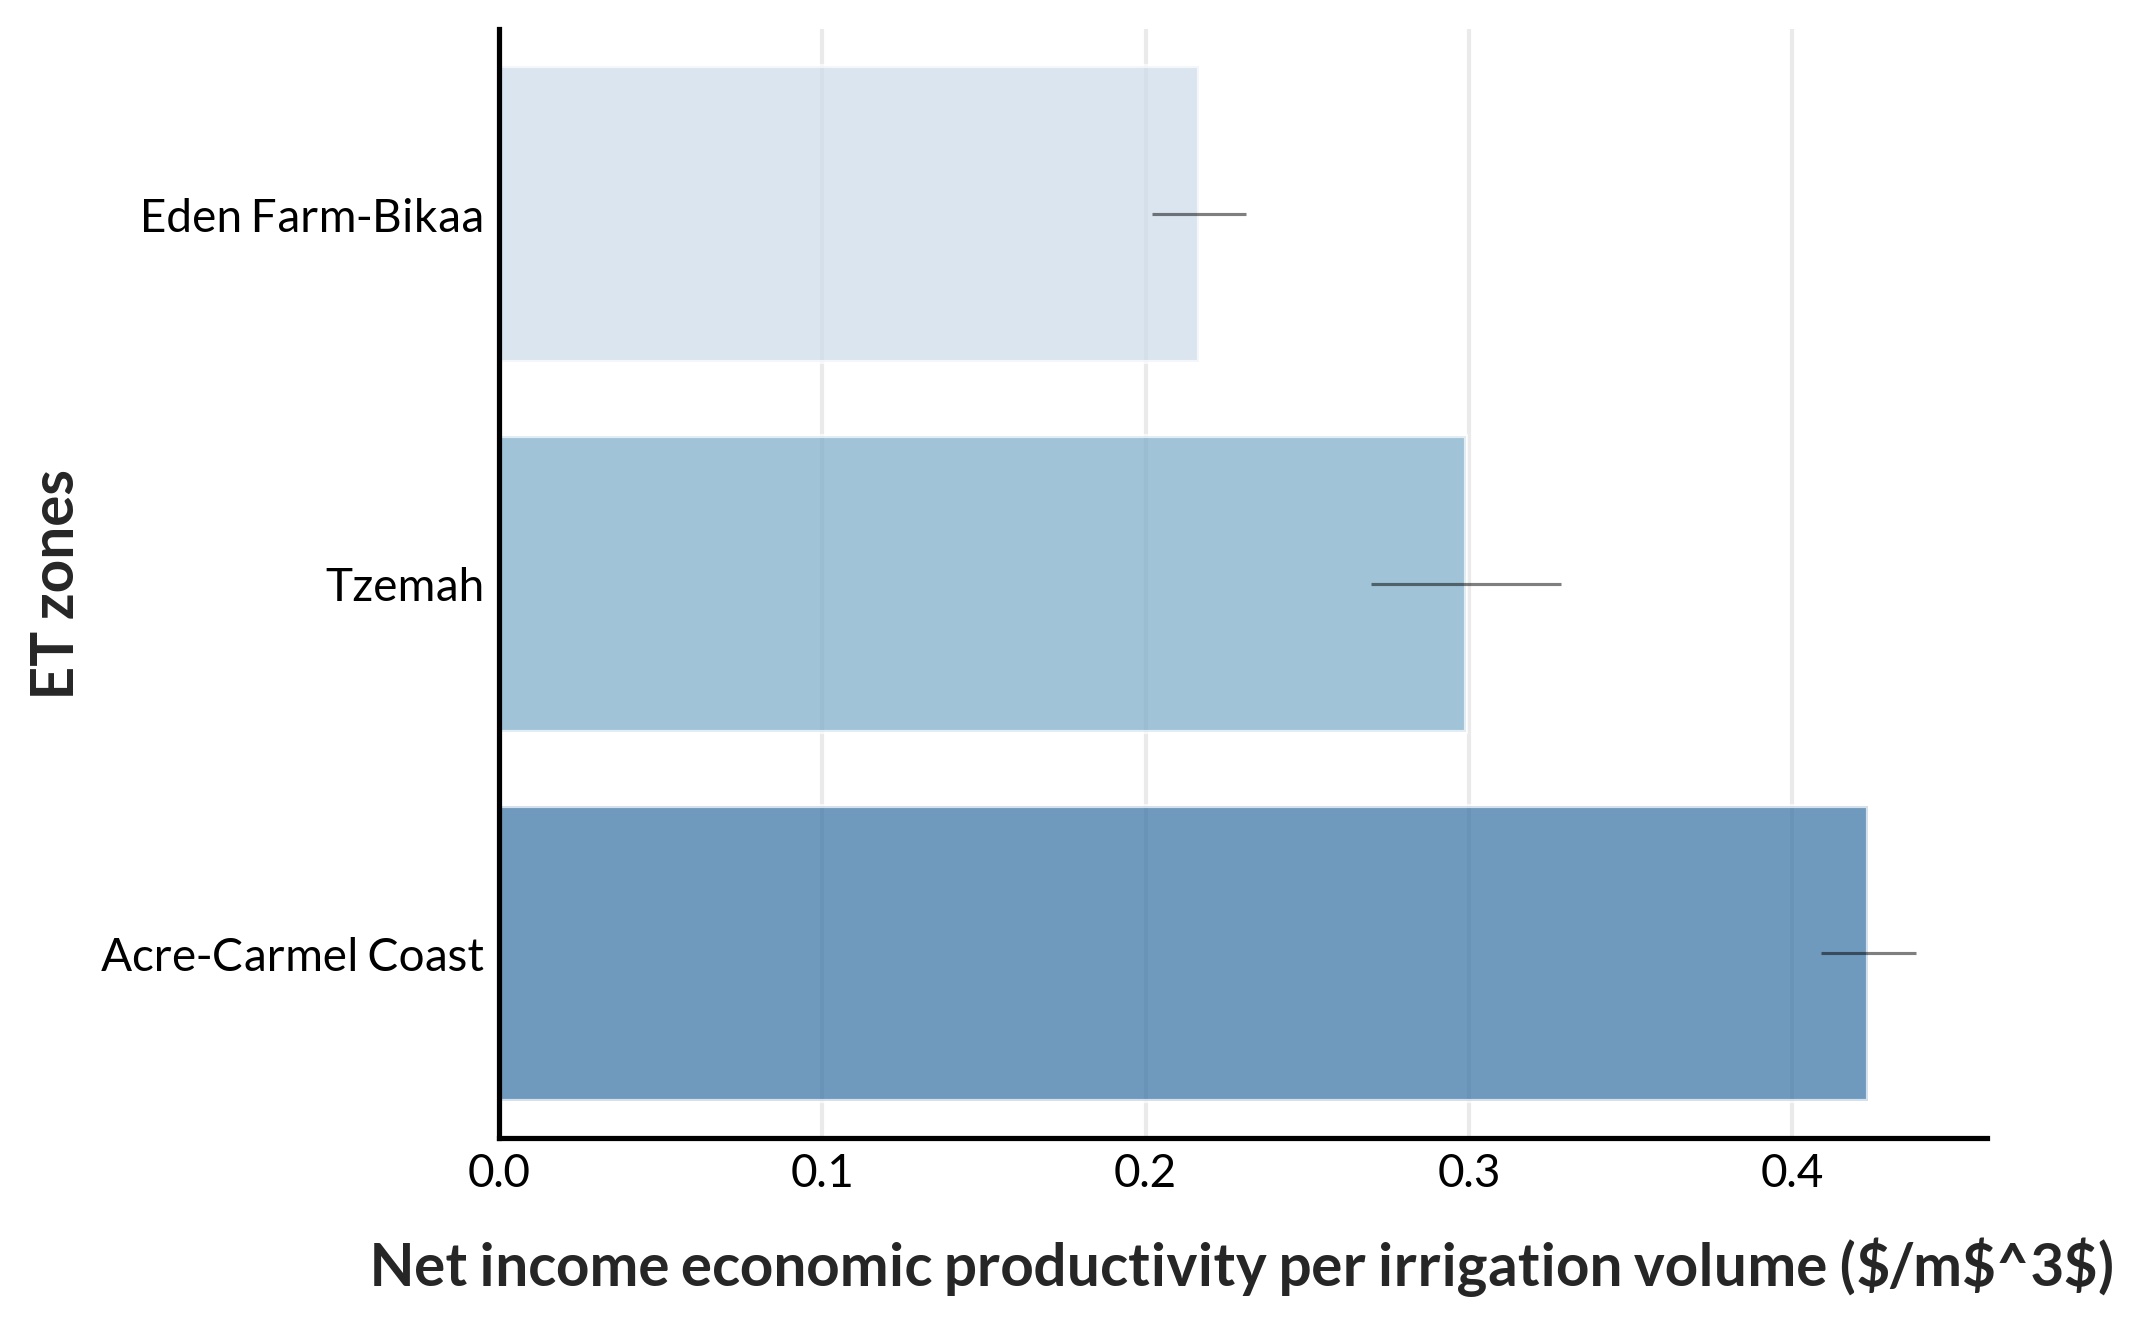 Eden Farm-Bikaa
Tzemah
Acre-Carmel Coast
ET zones
0.0 0.1 0.2 0.3 0.4
Net income economic productivity per irrigation volume ($/m$^3$)